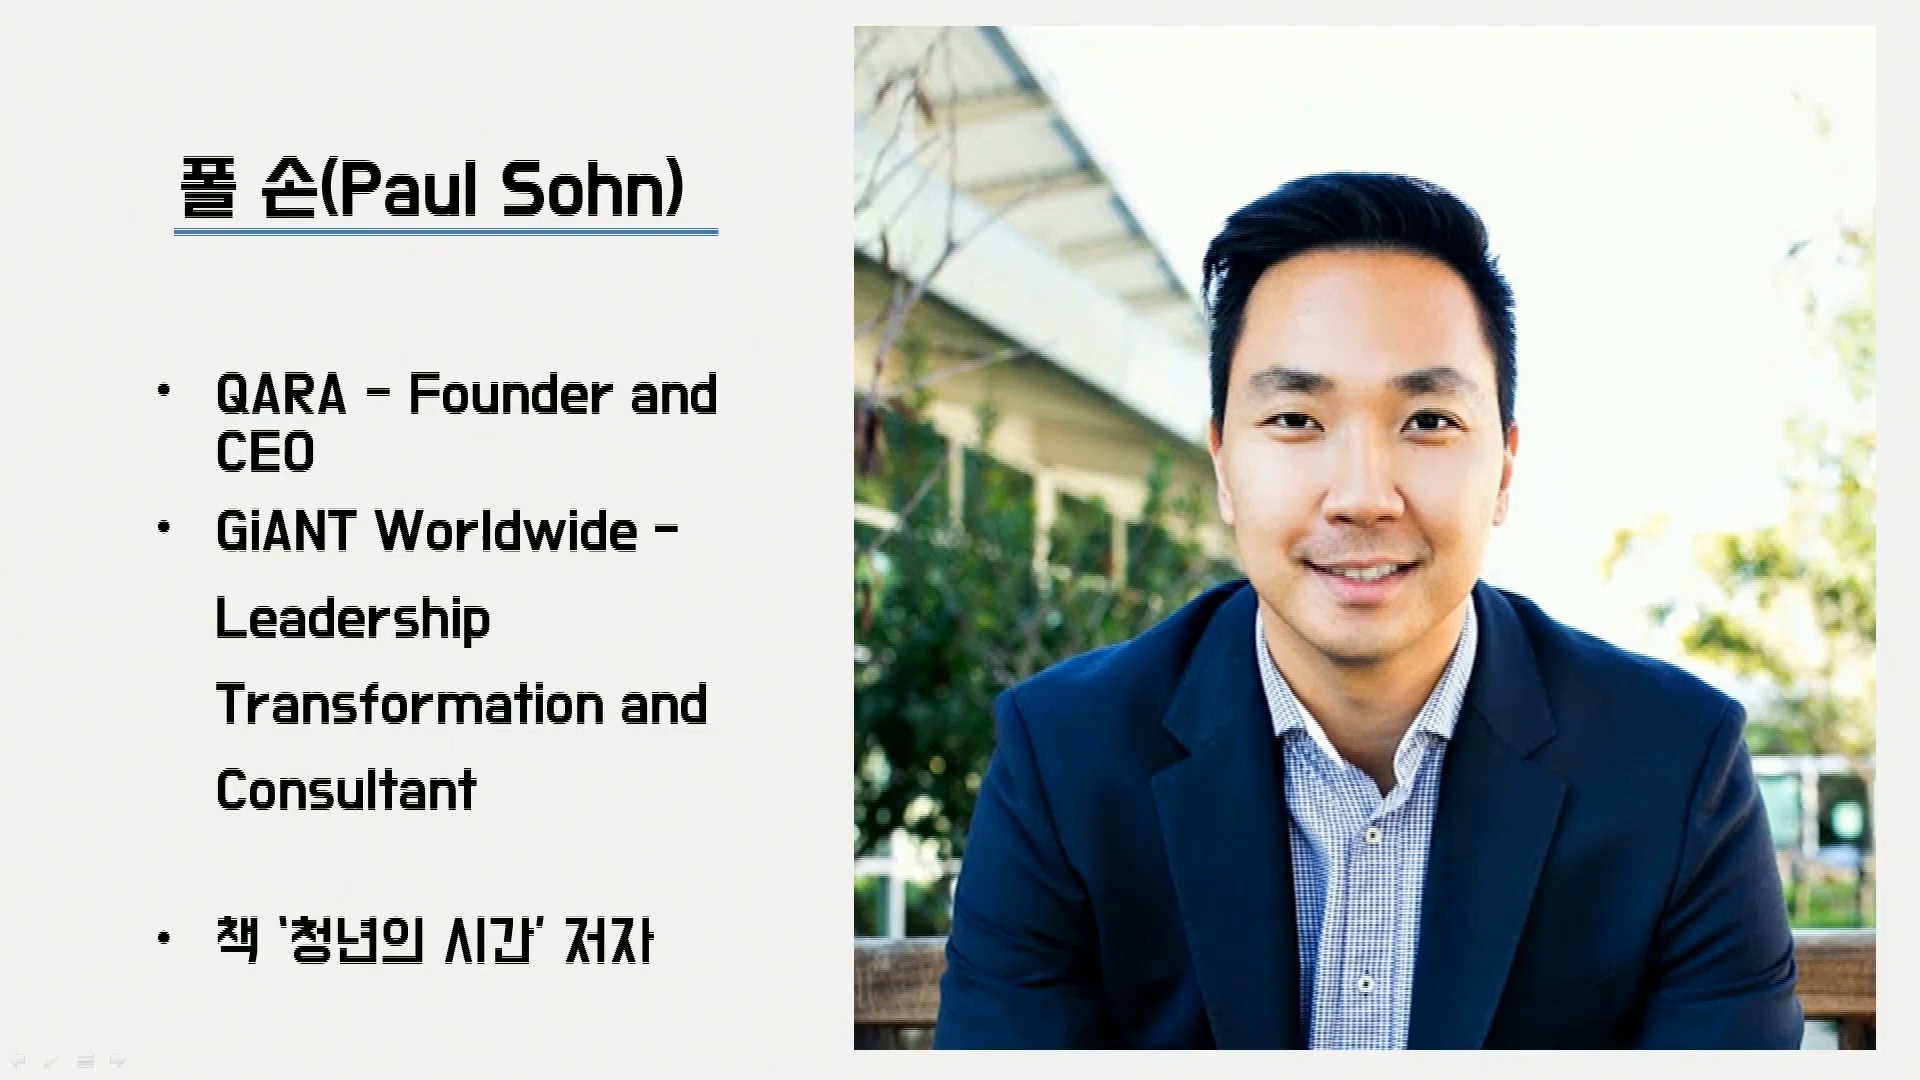 폴 손(Paul Sohn)
• QARA - Founder and
CEO
• GiANT Worldwide -
Leadership
Transformation and
Consultant
• 책 ‘청년의 시간’ 저자